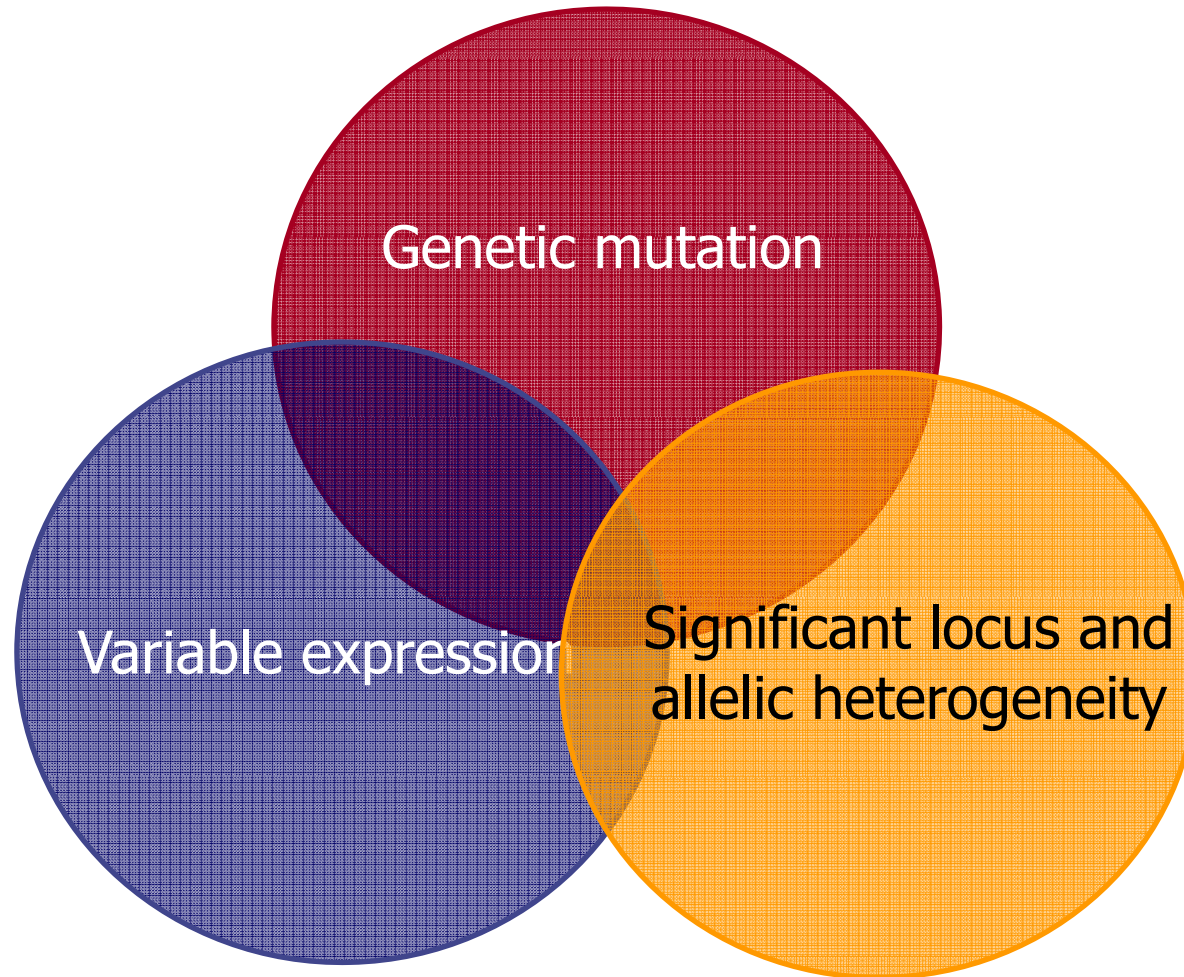 Genetic mutation
Variable expression
Significant locus and
allelic heterogeneity